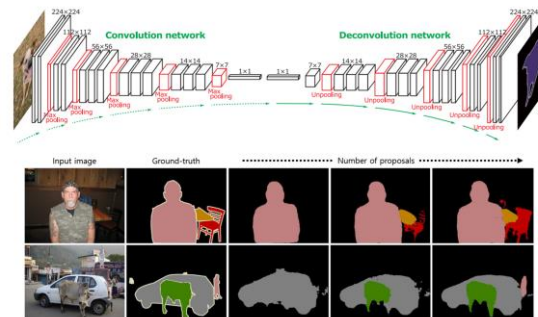 224×224
112×112
56×56
28×28
14×14
7×7
1×1
1×1
7×7
14×14
28×28
56×56
112×112
224×224
Convolution network
Deconvolution network
Max pooling
Max pooling
Max pooling
Max pooling
Max pooling
Unpooling
Unpooling
Unpooling
Unpooling
Unpooling
Input image
Ground-truth
Number of proposals